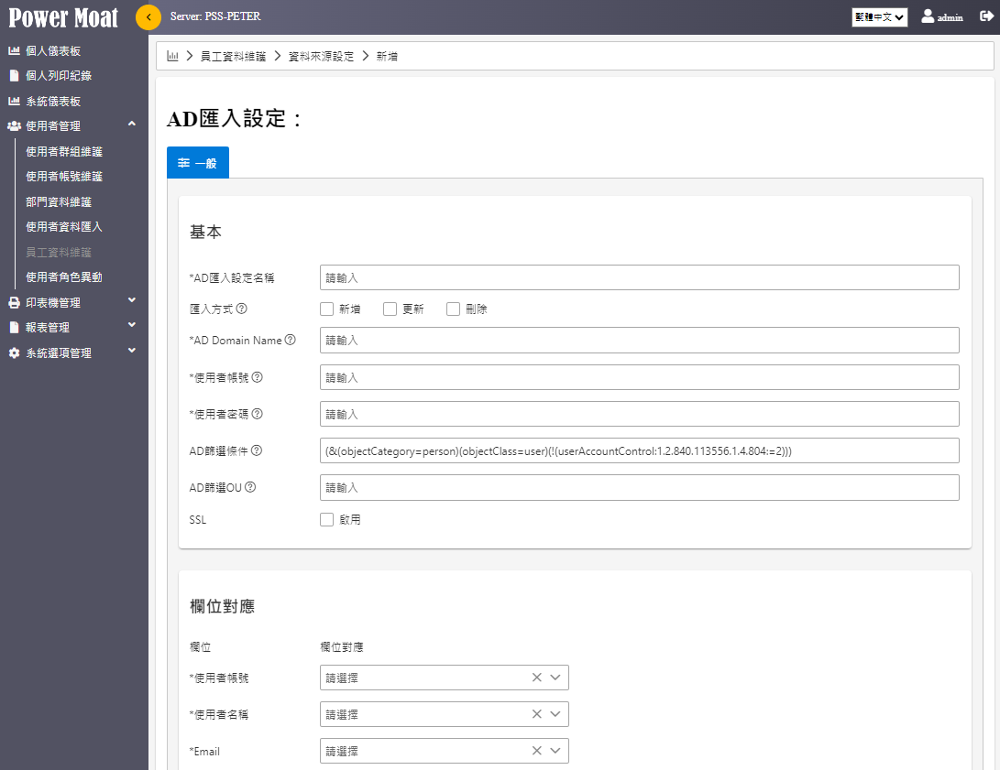 Power Moat
Server: PSS-PETER
繁體中文
admin
個人儀表板
個人列印紀錄
系統儀表板
使用者管理
使用者群組維護
使用者帳號維護
部門資料維護
使用者資料匯入
員工資料維護
使用者角色異動
印表機管理
報表管理
系統選項管理
員工資料維護 資料來源設定 新增
AD匯入設定：
一般
基本
*AD匯入設定名稱 請輸入
匯入方式 新增 更新 刪除
*AD Domain Name 請輸入
*使用者帳號 請輸入
*使用者密碼 請輸入
AD篩選條件 (&(objectCategory=person)(objectClass=user)(!(userAccountControl:1.2.840.113556.1.4.804:=2)))
AD篩選OU 請輸入
SSL 啟用
欄位對應
欄位 欄位對應
*使用者帳號 請選擇
*使用者名稱 請選擇
*Email 請選擇